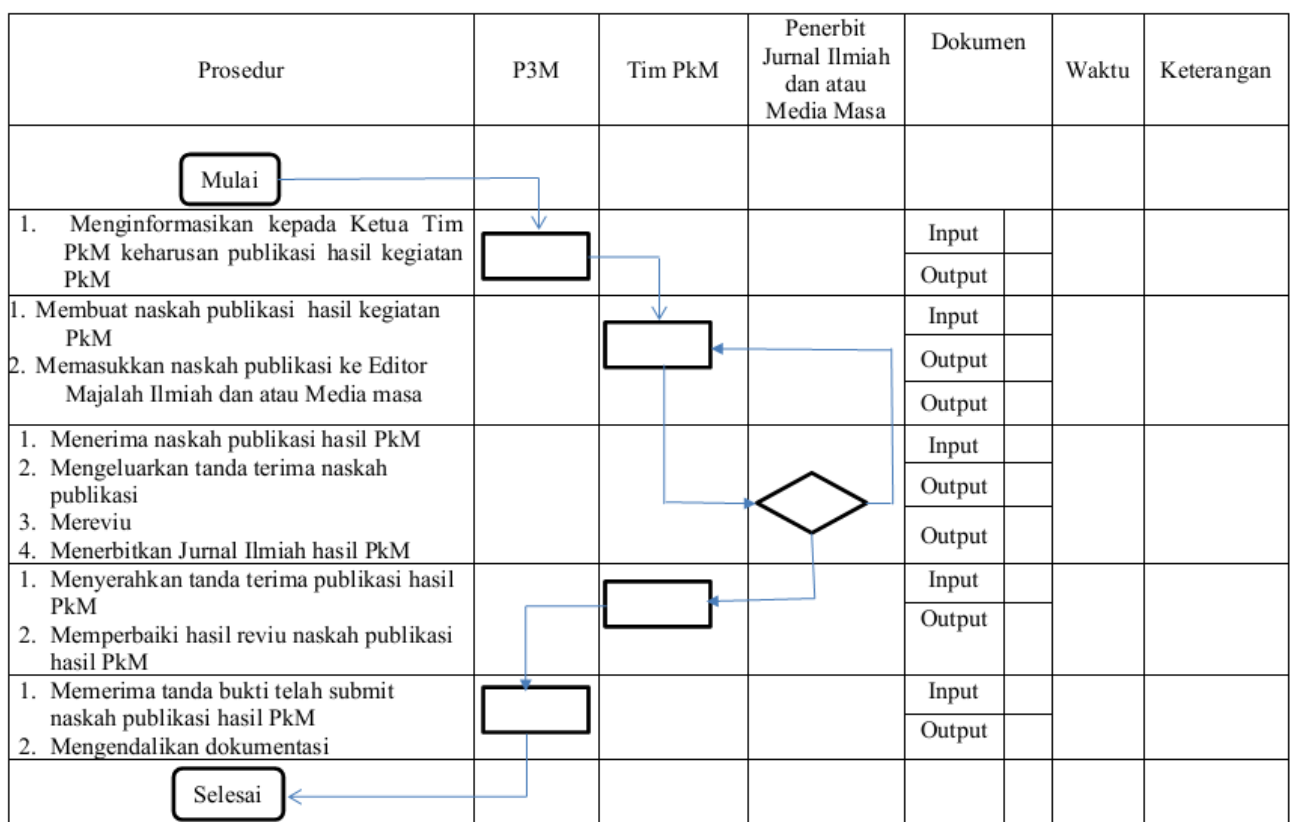 Prosedur
P3M
Tim PkM
Penerbit
Jurnal Ilmiah
dan atau
Media Masa
Dokumen
Waktu
Keterangan
Mulai
1. Menginformasikan kepada Ketua Tim
PkM keharusan publikasi hasil kegiatan
PkM
Input
Output
1. Membuat naskah publikasi hasil kegiatan
PkM
2. Memasukkan naskah publikasi ke Editor
Majalah Ilmiah dan atau Media masa
Input
Output
Output
1. Menerima naskah publikasi hasil PkM
2. Mengeluarkan tanda terima naskah
publikasi
3. Mereviu
4. Menerbitkan Jurnal Ilmiah hasil PkM
Input
Output
Output
1. Menyerahkan tanda terima publikasi hasil
PkM
2. Memperbaiki hasil reviu naskah publikasi
hasil PkM
Input
Output
1. Memerima tanda bukti telah submit
naskah publikasi hasil PkM
2. Mengendalikan dokumentasi
Input
Output
Selesai